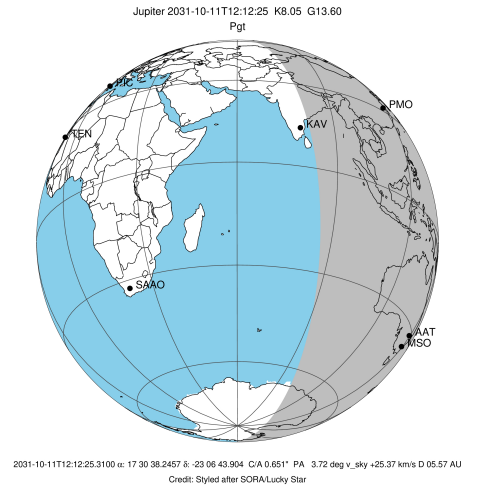 Jupiter 2031-10-11T12:12:25 K8.05 G13.60
Pgt
PIC
PMO
TEN
KAV
SAAO
AAT
MSO
2031-10-11T12:12:25.3100 α: 17 30 38.2457 δ: -23 06 43.904 C/A 0.651" PA 3.72 deg v_sky +25.37 km/s D 05.57 AU
Credit: Styled after SORA/Lucky Star